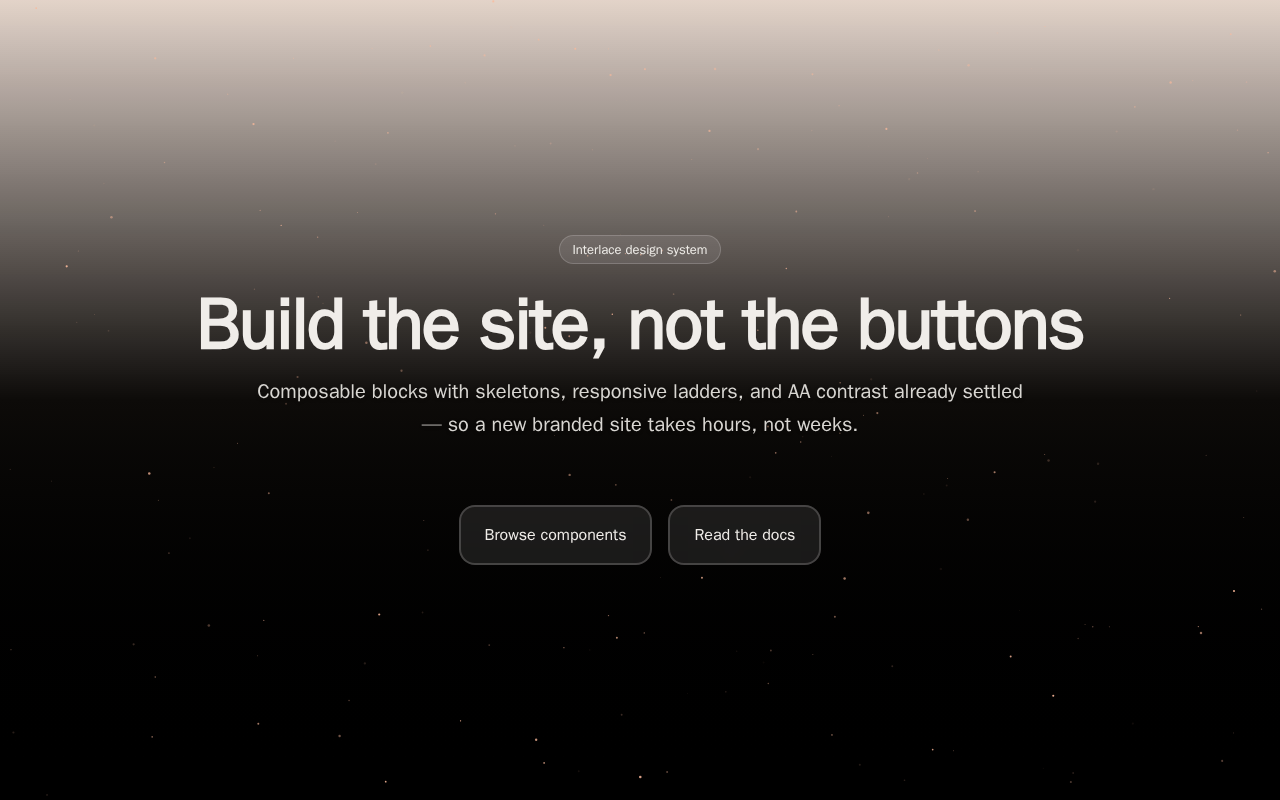 Interlace design system
Build the site, not the buttons
Composable blocks with skeletons, responsive ladders, and AA contrast already settled
— so a new branded site takes hours, not weeks.
Browse components
Read the docs